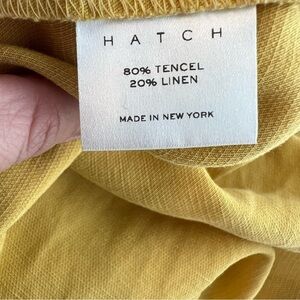 HATCH
80% TENCEL
20% LINEN
MADE IN NEW YORK